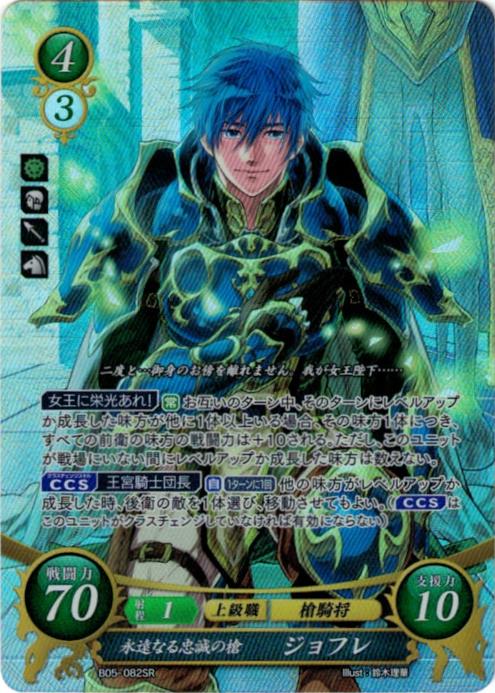 4
3
二度と…御身のお傍を離れません。我が女王陛下……
女王に栄光あれ！ 常 お互いのターン中、そのターンにレベルアップ
か成長した味方が他に1体以上いる場合、その味方1体につき、
すべての前衛の味方の戦闘力は＋10される。ただし、このユニット
が戦場にいない間にレベルアップか成長した味方は数えない。
クラスチェンジスキル
CCS 王宮騎士団長 自 1ターンに1回 他の味方がレベルアップか
成長した時、後衛の敵を1体選び、移動させてもよい。（CCSは
このユニットがクラスチェンジしていなければ有効にならない）
戦闘力
70
射程 1 上級職 槍騎将
支援力
10
永遠なる忠誠の槍 ジョフレ
B05-082SR
Illust：鈴木理華